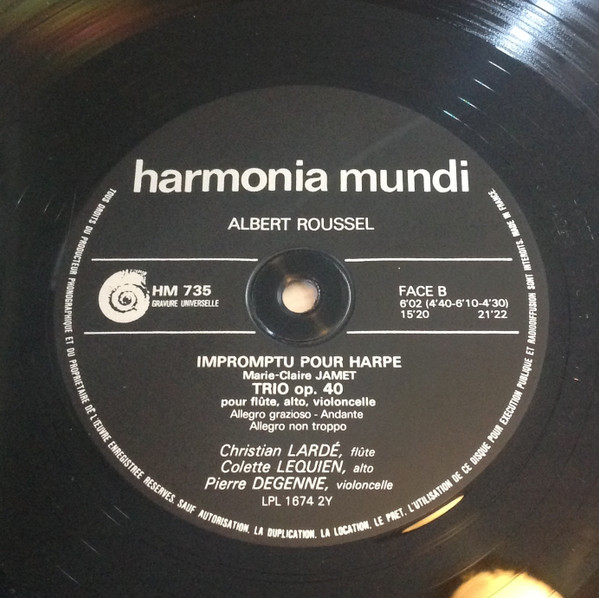 harmonia mundi
ALBERT ROUSSEL
HM 735
GRAVURE UNIVERSELLE
FACE B
6'02 (4'40-6'10-4'30)
15'20 21'22
IMPROMPTU POUR HARPE
Marie-Claire JAMET
TRIO op. 40
pour flûte, alto, violoncelle
Allegro grazioso - Andante
Allegro non troppo
Christian LARDÉ, flûte
Colette LEQUIEN, alto
Pierre DEGENNE, violoncelle
LPL 1674 2Y
TOUS DROITS DU PRODUCTEUR PHONOGRAPHIQUE ET DU PROPRIETAIRE DE L'ŒUVRE ENREGISTREE RESERVES. SAUF AUTORISATION, LA DUPLICATION, LA LOCATION, LE PRET, L'UTILISATION DE CE DISQUE POUR EXECUTION PUBLIQUE ET RADIODIFFUSION SONT INTERDITS. MADE IN FRANCE.